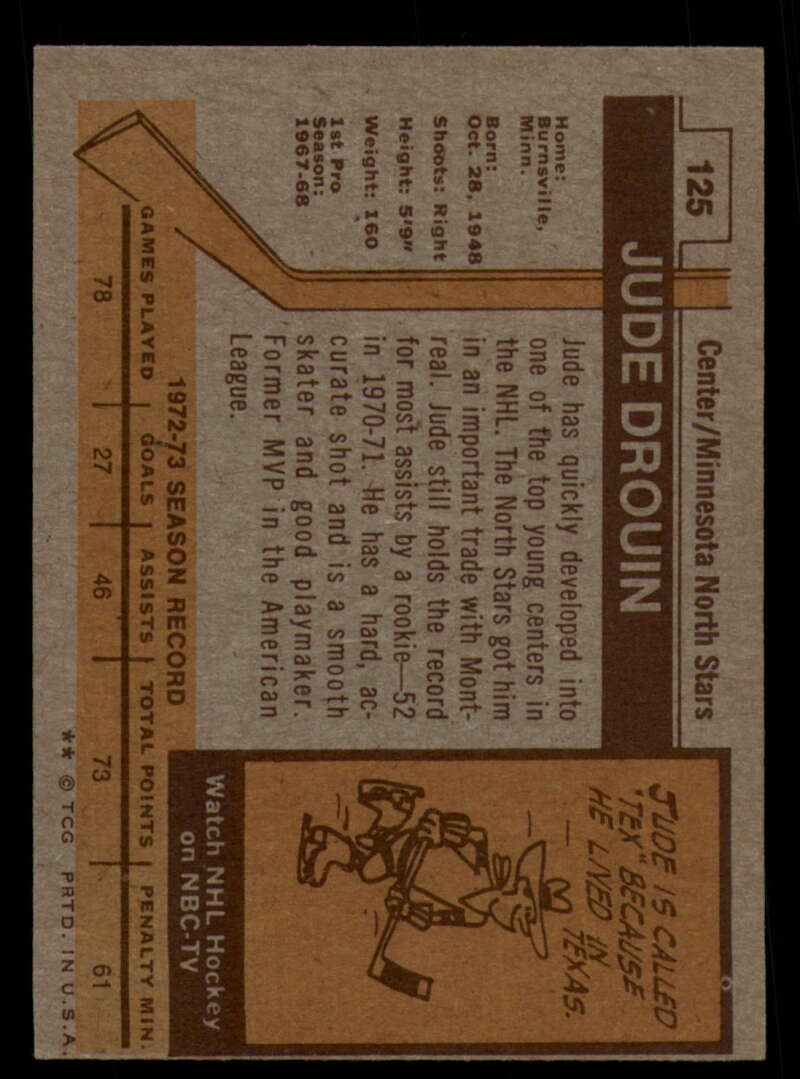 125
Center/Minnesota North Stars
JUDE DROUIN
Home:
Burnsville,
Minn.
Born:
Oct. 28, 1948
Shoots: Right
Height: 5'9"
Weight: 160
1st Pro
Season:
1967-68
Jude has quickly developed into
one of the top young centers in
the NHL. The North Stars got him
in an important trade with Mont-
real. Jude still holds the record
for most assists by a rookie—52
in 1970-71. He has a hard, ac-
curate shot and is a smooth
skater and good playmaker.
Former MVP in the American
League.
JUDE IS CALLED
"TEX" BECAUSE
HE LIVED IN
TEXAS.
Watch NHL Hockey
on NBC-TV
1972-73 SEASON RECORD
GAMES PLAYED | GOALS | ASSISTS | TOTAL POINTS | PENALTY MIN.
78 27 46 73 61
** © TCG PRTD. IN U.S.A.